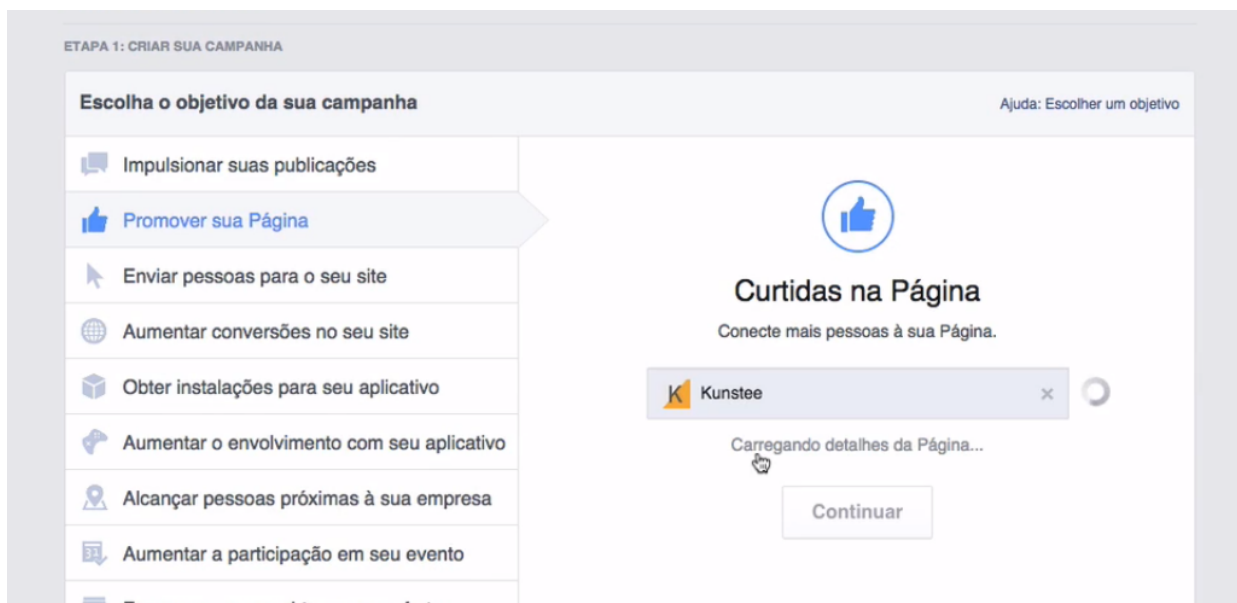 ETAPA 1: CRIAR SUA CAMPANHA
Escolha o objetivo da sua campanha
Ajuda: Escolher um objetivo
Impulsionar suas publicações
Promover sua Página
Enviar pessoas para o seu site
Aumentar conversões no seu site
Obter instalações para seu aplicativo
Aumentar o envolvimento com seu aplicativo
Alcançar pessoas próximas à sua empresa
Aumentar a participação em seu evento
Curtidas na Página
Conecte mais pessoas à sua Página.
K Kunstee ×
Carregando detalhes da Página...
Continuar